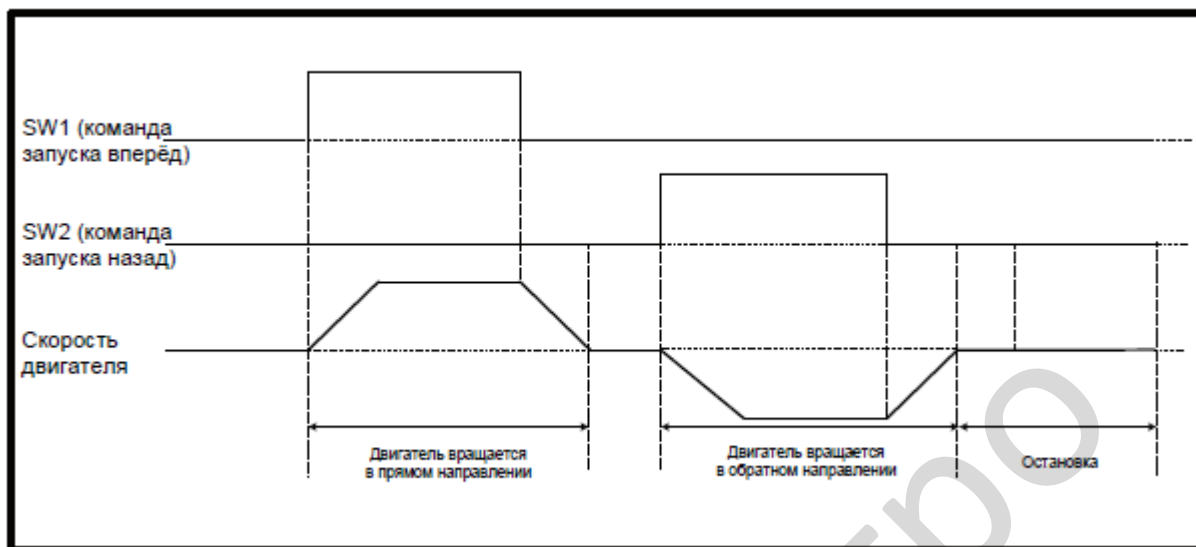 SW1 (команда
запуска вперёд)
SW2 (команда
запуска назад)
Скорость
двигателя
Двигатель вращается
в прямом направлении
Двигатель вращается
в обратном направлении
Остановка